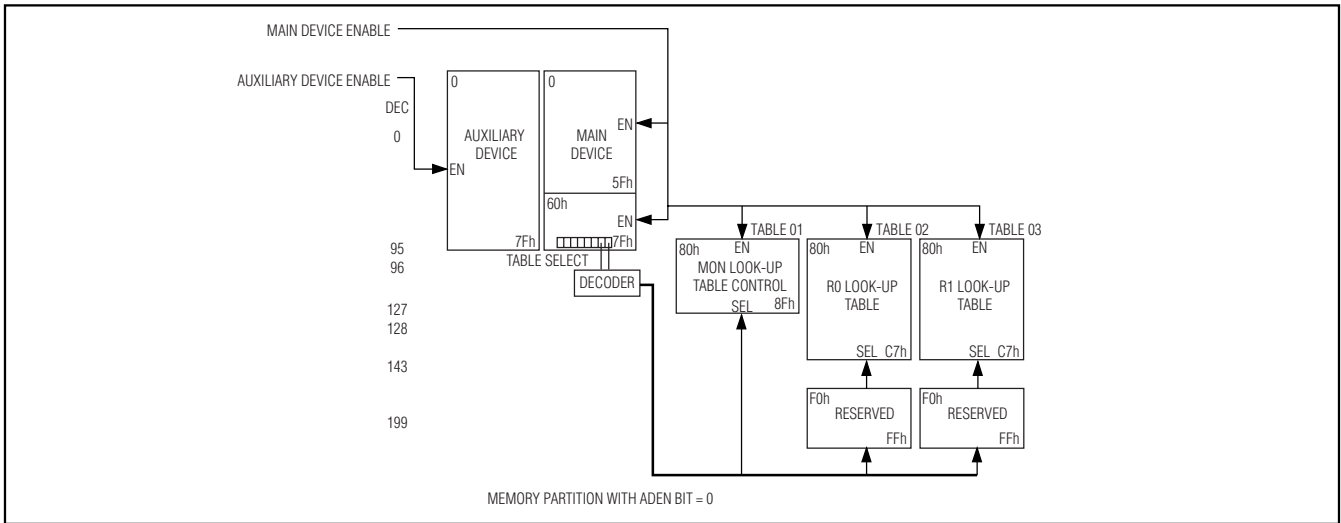 MAIN DEVICE ENABLE
AUXILIARY DEVICE ENABLE
DEC
0
95
96
127
128
143
199
0
AUXILIARY
DEVICE
EN
7Fh
0
MAIN
DEVICE
EN
5Fh
60h
EN
7Fh
TABLE SELECT
DECODER
TABLE 01
80h
EN
MON LOOK-UP
TABLE CONTROL
SEL
8Fh
TABLE 02
80h
EN
R0 LOOK-UP
TABLE
SEL C7h
F0h
RESERVED
FFh
TABLE 03
80h
EN
R1 LOOK-UP
TABLE
SEL C7h
F0h
RESERVED
FFh
MEMORY PARTITION WITH ADEN BIT = 0